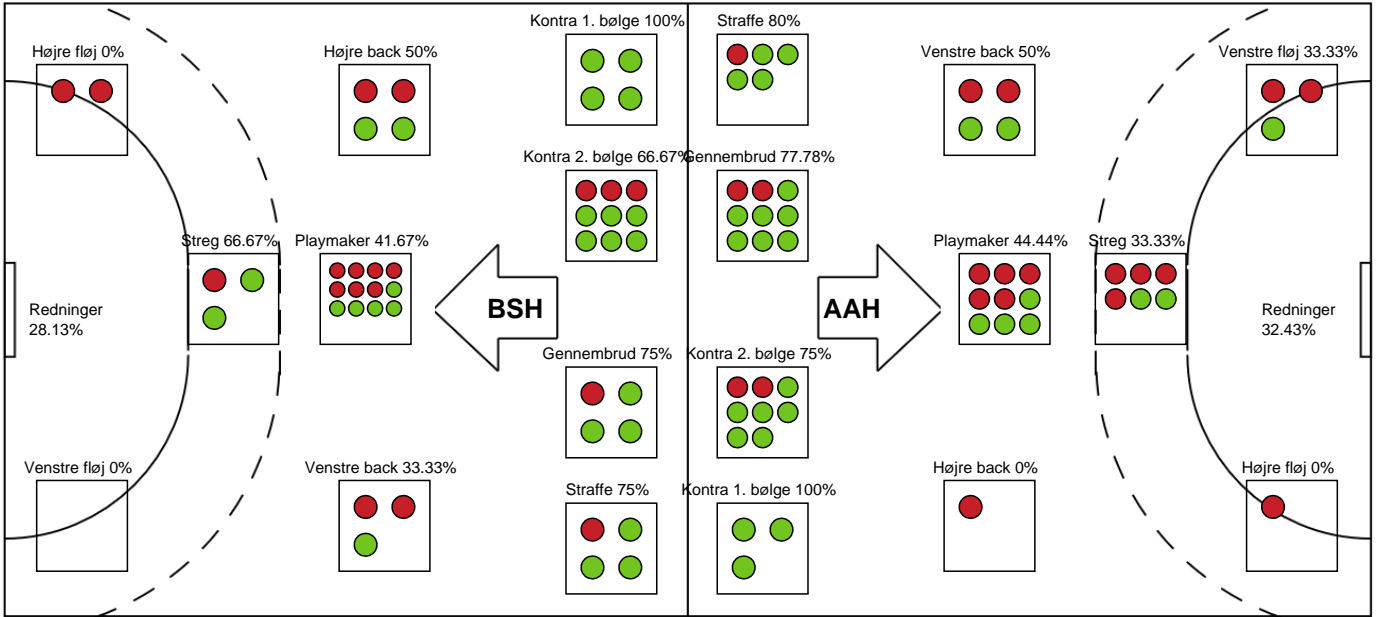 Kontra 1. bølge 100%
Straffe 80%
Højre fløj 0%
Højre back 50%
Venstre back 50%
Venstre fløj 33.33%
Kontra 2. bølge 66.67%
Gennembrud 77.78%
Streg 66.67%
Playmaker 41.67%
Playmaker 44.44%
Streg 33.33%
Redninger
28.13%
BSH
AAH
Redninger
32.43%
Gennembrud 75%
Kontra 2. bølge 75%
Venstre fløj 0%
Venstre back 33.33%
Straffe 75%
Kontra 1. bølge 100%
Højre back 0%
Højre fløj 0%